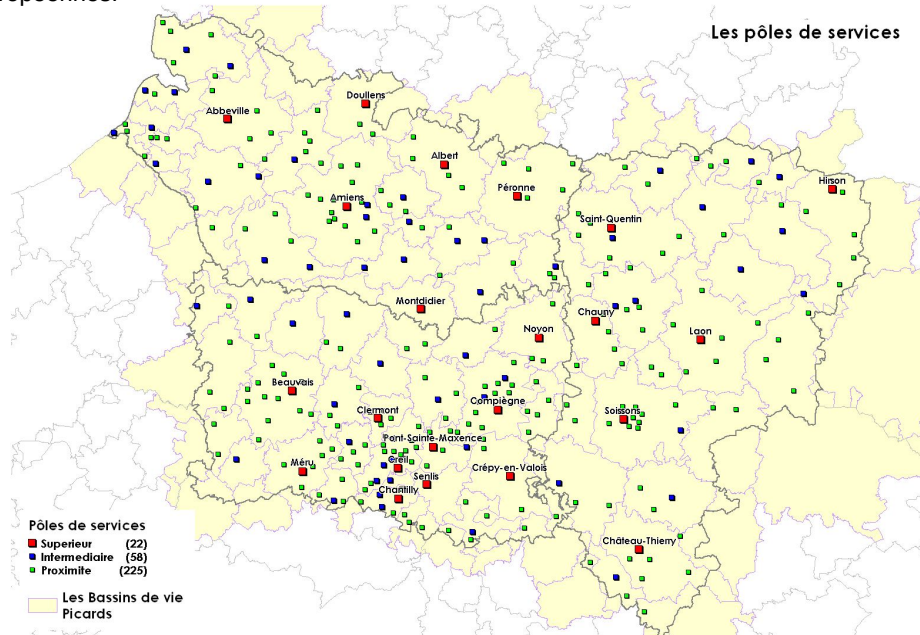 Les pôles de services
Doullens
Abbeville
Albert
Hirson
Péronne
Amiens
Saint-Quentin
Montdidier
Chauny
Noyon
Laon
Beauvais
Compiègne
Clermont
Soissons
Pont-Sainte-Maxence
Creil
Méru
Crépy-en-Valois
Senlis
Chantilly
Château-Thierry
Pôles de services
Superieur (22)
Intermediaire (58)
Proximite (225)
Les Bassins de vie
Picards